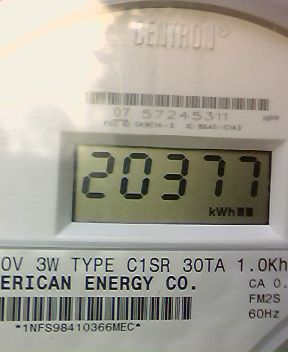 CENTRON®
07 57245311 HPP
20377
kWh
0V 3W TYPE C1SR 30TA 1.0Kh
ERICAN ENERGY CO. CA 0.
FM2S
60Hz
*1NFS98410366MEC*